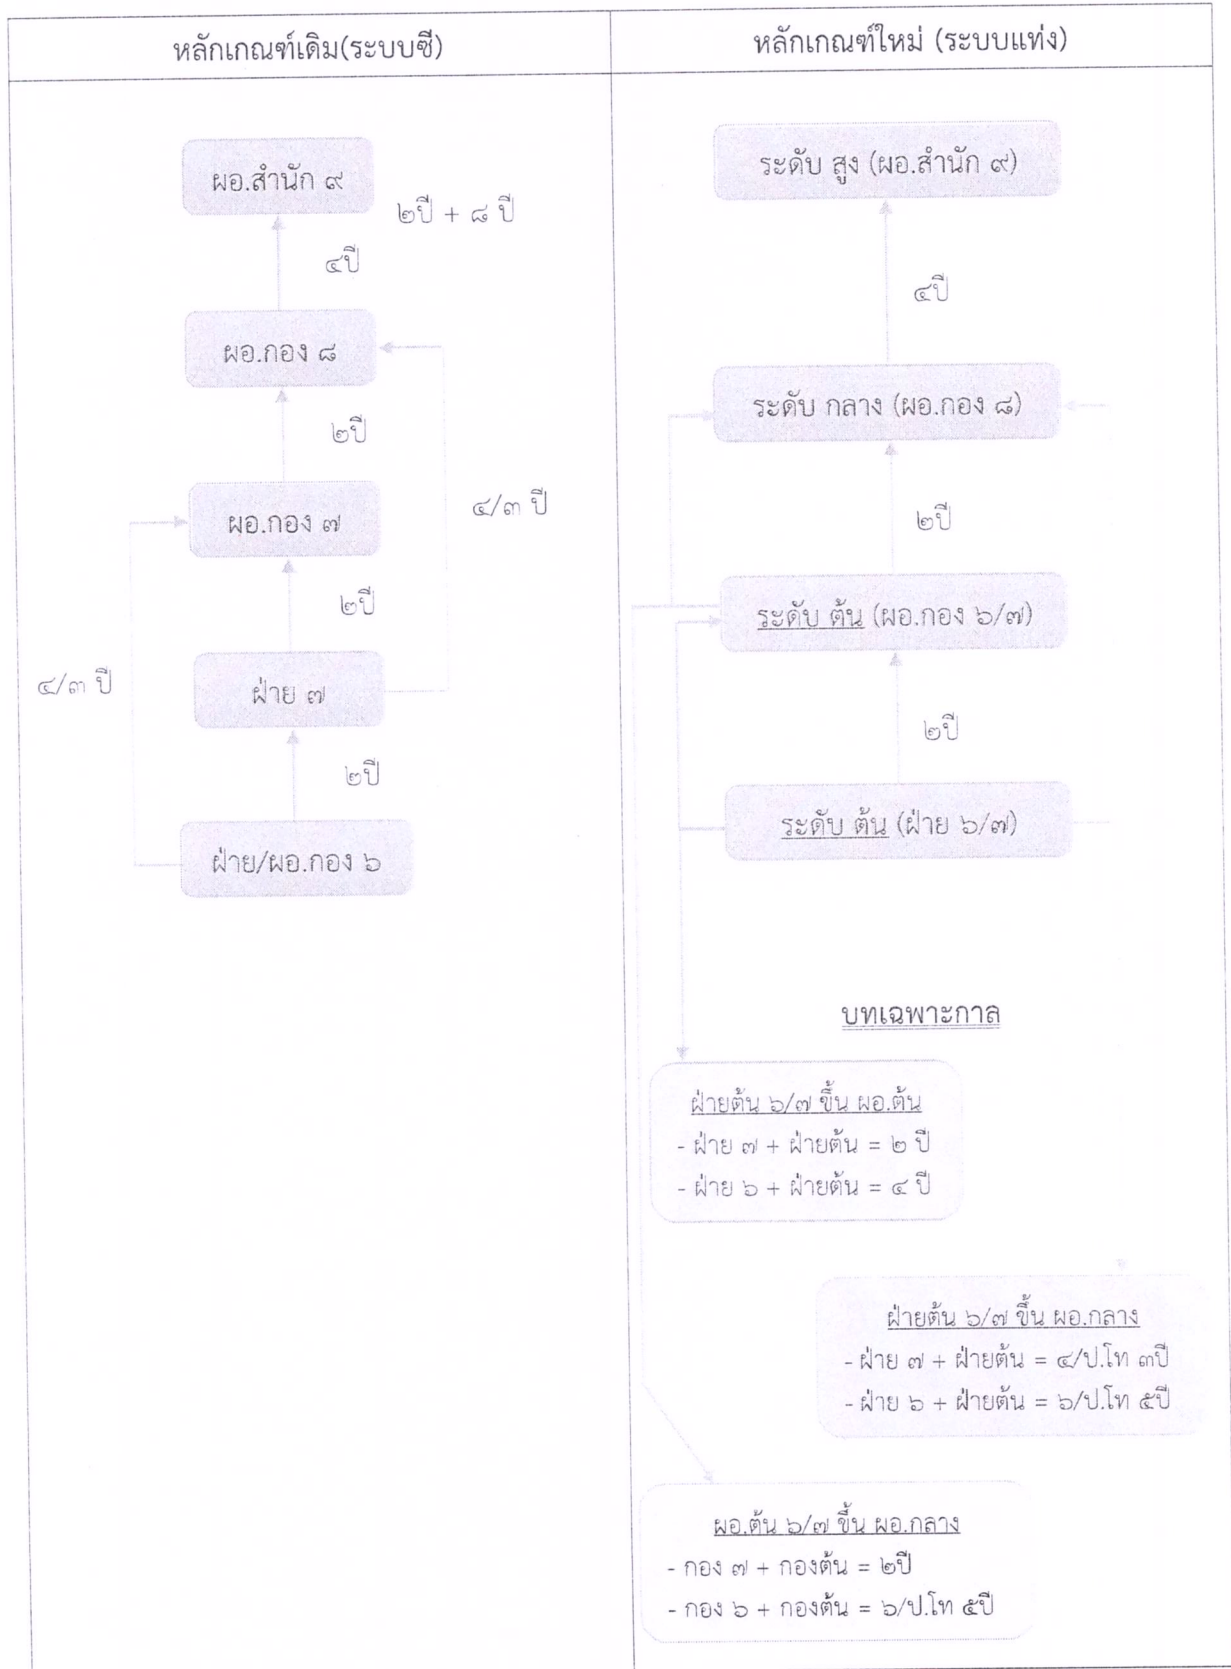 หลักเกณฑ์เดิม(ระบบซี)
ผอ.สำนัก ๙
๒ปี + ๘ ปี
๔ปี
ผอ.กอง ๘
๒ปี
๔/๓ ปี
ผอ.กอง ๗
๒ปี
๔/๓ ปี
ฝ่าย ๗
๒ปี
ฝ่าย/ผอ.กอง ๖
หลักเกณฑ์ใหม่ (ระบบแท่ง)
ระดับ สูง (ผอ.สำนัก ๙)
๔ปี
ระดับ กลาง (ผอ.กอง ๘)
๒ปี
ระดับ ต้น (ผอ.กอง ๖/๗)
๒ปี
ระดับ ต้น (ฝ่าย ๖/๗)
บทเฉพาะกาล
ฝ่ายต้น ๖/๗ ขึ้น ผอ.ต้น
- ฝ่าย ๗ + ฝ่ายต้น = ๒ ปี
- ฝ่าย ๖ + ฝ่ายต้น = ๔ ปี
ฝ่ายต้น ๖/๗ ขึ้น ผอ.กลาง
- ฝ่าย ๗ + ฝ่ายต้น = ๔/ป.โท ๓ปี
- ฝ่าย ๖ + ฝ่ายต้น = ๖/ป.โท ๕ปี
ผอ.ต้น ๖/๗ ขึ้น ผอ.กลาง
- กอง ๗ + กองต้น = ๒ปี
- กอง ๖ + กองต้น = ๖/ป.โท ๕ปี